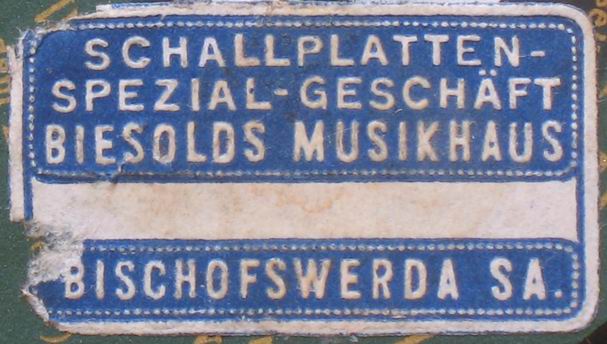 SCHALLPLATTEN-
SPEZIAL-GESCHÄFT
BIESOLDS MUSIKHAUS
BISCHOFSWERDA SA.